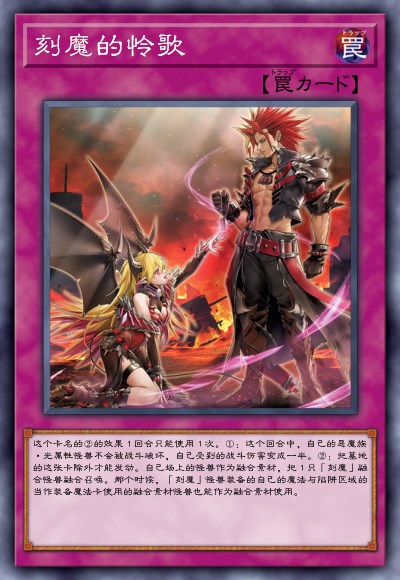 刻魔的怜歌
トラップ
罠
トラップ
【罠カード】
这个卡名的②的效果1回合只能使用1次。①：这个回合中，自己的恶魔族
・光属性怪兽不会被战斗破坏，自己受到的战斗伤害变成一半。②：把墓地
的这张卡除外才能发动。自己场上的怪兽作为融合素材，把1只「刻魔」融
合怪兽融合召唤。那个时候，「刻魔」怪兽装备的自己的魔法与陷阱区域的
当作装备魔法卡使用的融合素材怪兽也能作为融合素材使用。